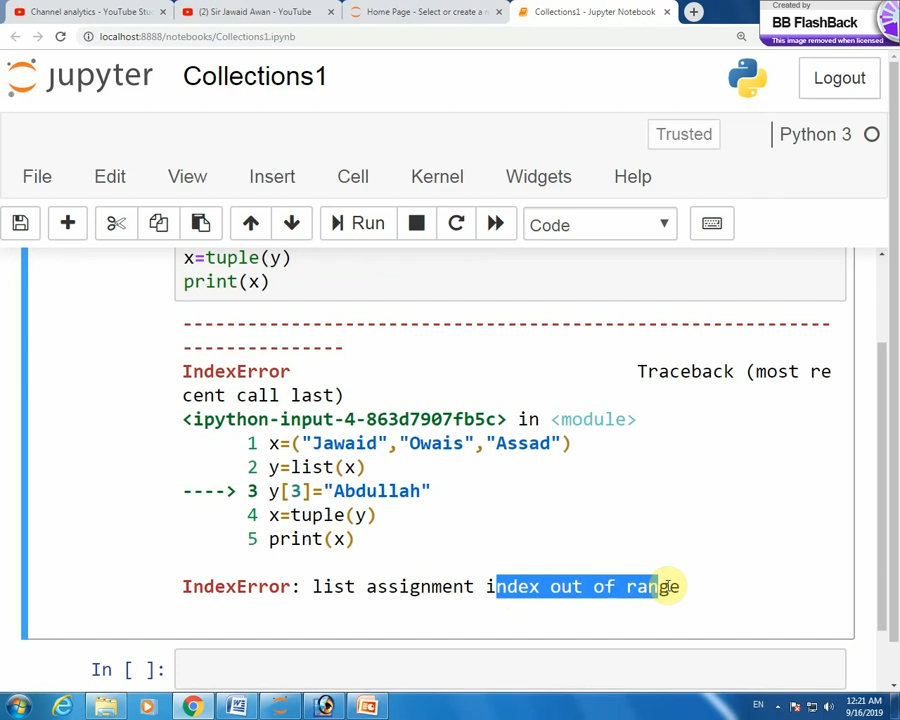 Channel analytics - YouTube Stu
(2) Sir Jawaid Awan - YouTube
Home Page - Select or create a n
Collections1 - Jupyter Notebook
Created by
BB FlashBack
This image removed when licensed
localhost:8888/notebooks/Collections1.ipynb
jupyter
Collections1
Logout
Trusted
Python 3
File
Edit
View
Insert
Cell
Kernel
Widgets
Help
Run
Code
x=tuple(y)
print(x)
------------------------------------------------------------
---------------
IndexError Traceback (most re
cent call last)
<ipython-input-4-863d7907fb5c> in <module>
1 x=("Jawaid","Owais","Assad")
2 y=list(x)
----> 3 y[3]="Abdullah"
4 x=tuple(y)
5 print(x)
IndexError: list assignment index out of range
In [ ]:
EN
12:21 AM
9/16/2019